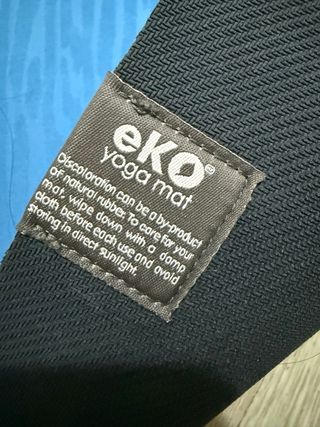 eKO®
yoga mat
Discoloration can be a by-product
of natural rubber. To care for your
mat, wipe down with a damp
cloth before each use and avoid
storing in direct sunlight.